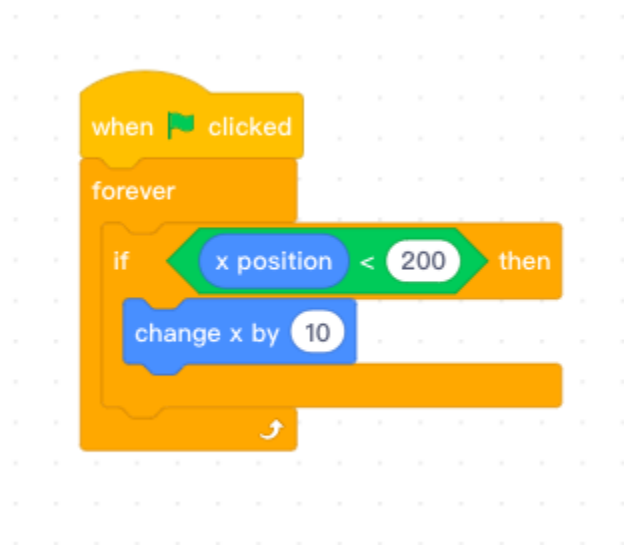 when clicked
forever
if x position < 200 then
change x by 10